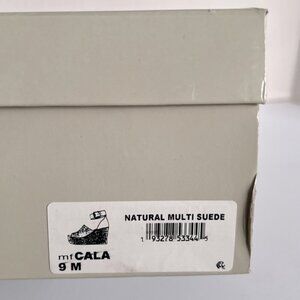 NATURAL MULTI SUEDE
1 93278 53344 5
mfCALA
9 M